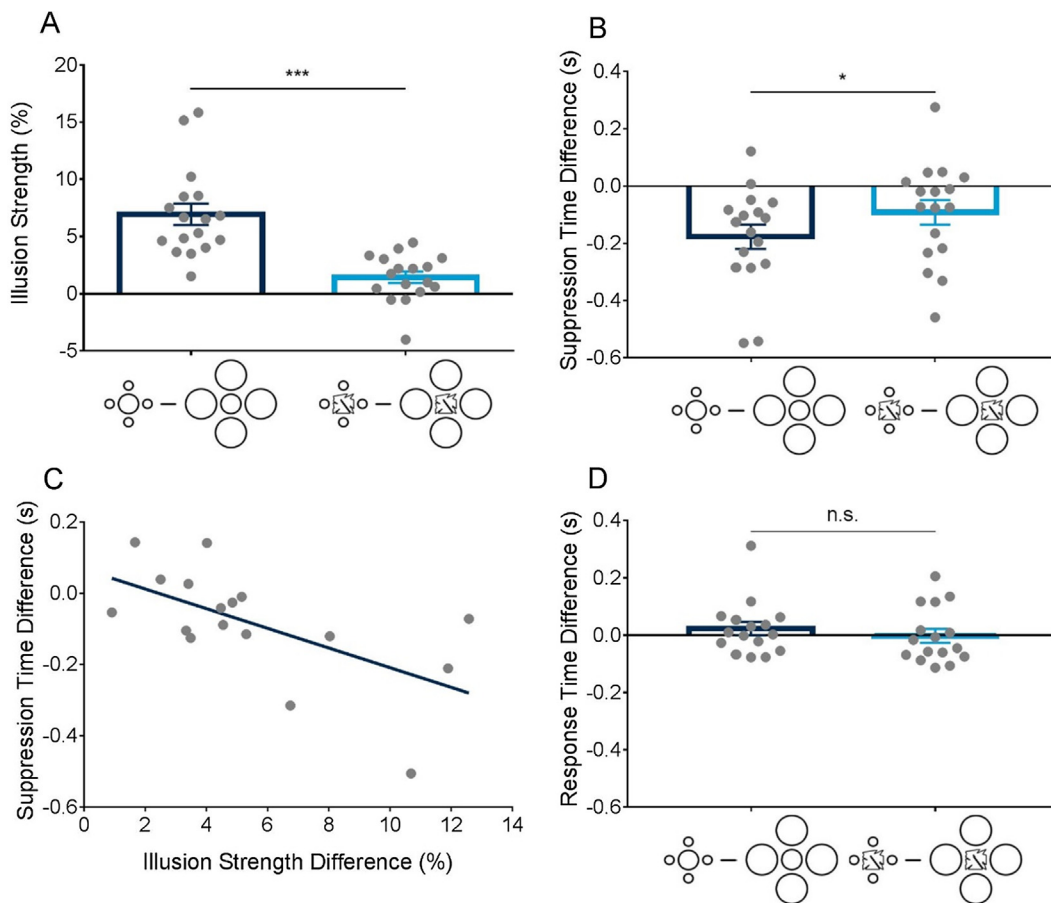 A
Illusion Strength (%)
20
15
10
5
0
-5
***
B
Suppression Time Difference (s)
0.4
0.2
0.0
-0.2
-0.4
-0.6
*
C
Suppression Time Difference (s)
0.2
0.0
-0.2
-0.4
-0.6
0 2 4 6 8 10 12 14
Illusion Strength Difference (%)
D
Response Time Difference (s)
0.4
0.2
0.0
-0.2
-0.4
-0.6
n.s.